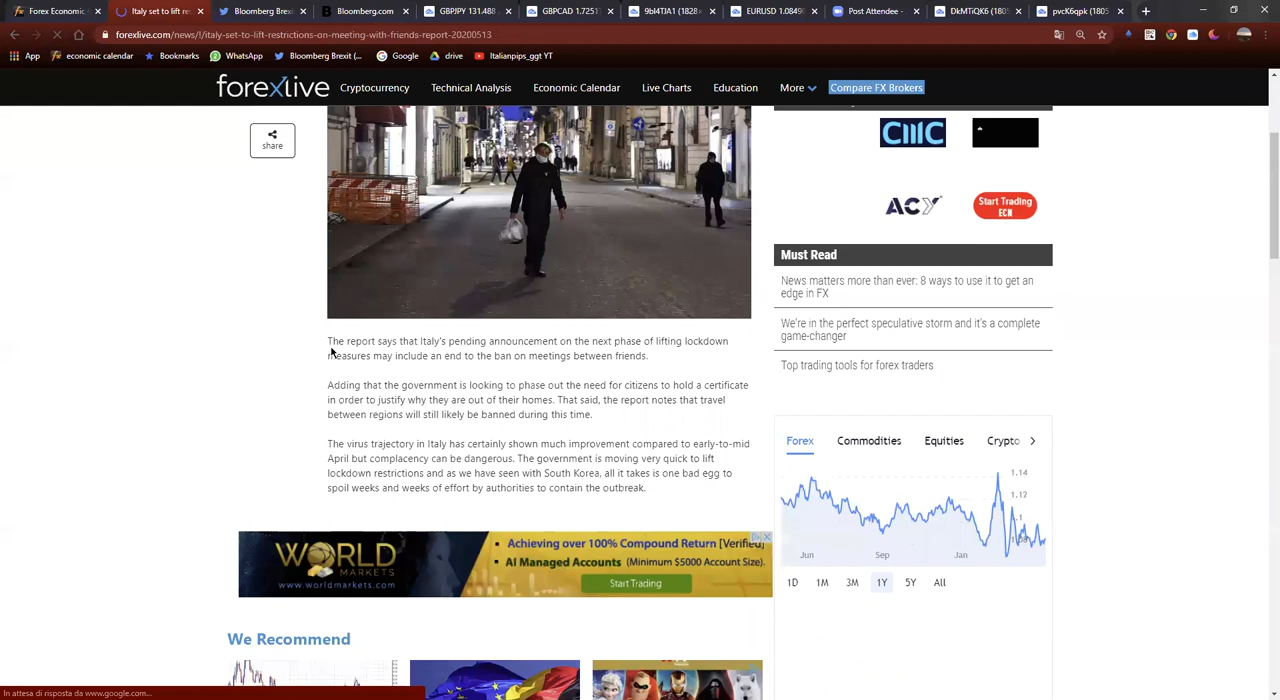 Forex Economic
Italy set to lift res
Bloomberg Brexi
Bloomberg.com
GBPJPY 131.488
GBPCAD 1.7251
9bl4TJA1 (1828
EURUSD 1.0849
Post Attendee -
DkMTiQK6 (1805
pvcK6qpk (1805
forexlive.com/news/!/italy-set-to-lift-restrictions-on-meeting-with-friends-report-20200513
App
economic calendar
Bookmarks
WhatsApp
Bloomberg Brexit (...
Google
drive
Italianpips_ggt YT
forexlive
Cryptocurrency
Technical Analysis
Economic Calendar
Live Charts
Education
More
Compare FX Brokers
share
CMC
ACY
Start Trading
ECN
Must Read
News matters more than ever: 8 ways to use it to get an
edge in FX
We're in the perfect speculative storm and it's a complete
game-changer
Top trading tools for forex traders
The report says that Italy's pending announcement on the next phase of lifting lockdown
measures may include an end to the ban on meetings between friends.
Adding that the government is looking to phase out the need for citizens to hold a certificate
in order to justify why they are out of their homes. That said, the report notes that travel
between regions will still likely be banned during this time.
The virus trajectory in Italy has certainly shown much improvement compared to early-to-mid
April but complacency can be dangerous. The government is moving very quick to lift
lockdown restrictions and as we have seen with South Korea, all it takes is one bad egg to
spoil weeks and weeks of effort by authorities to contain the outbreak.
Forex
Commodities
Equities
Crypto
1.14
1.12
Jun
Sep
Jan
1D
1M
3M
1Y
5Y
All
WORLD
MARKETS
www.worldmarkets.com
Achieving over 100% Compound Return [Verified]
AI Managed Accounts (Minimum $5000 Account Size).
Start Trading
We Recommend
In attesa di risposta da www.google.com...